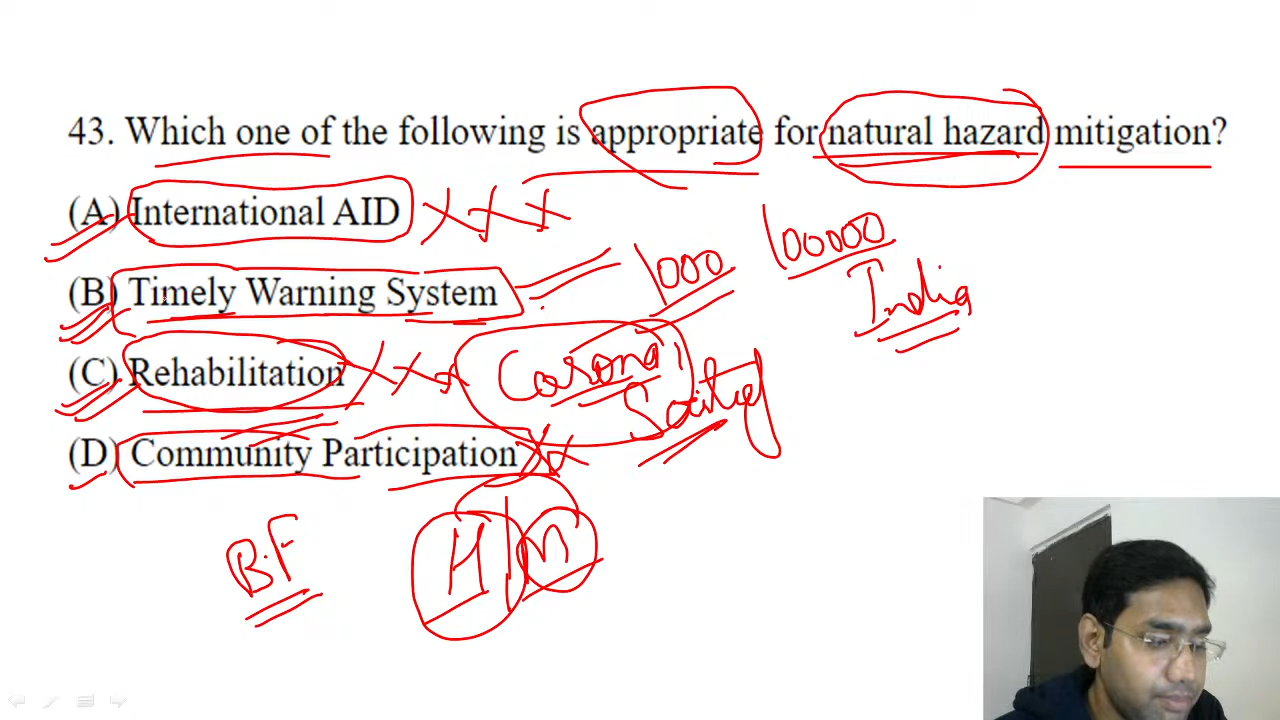 43. Which one of the following is appropriate for natural hazard mitigation?
(A) International AID
100000
(B) Timely Warning System
1000
India
(C) Rehabilitation
Corona
(D) Community Participation
B.F
H n